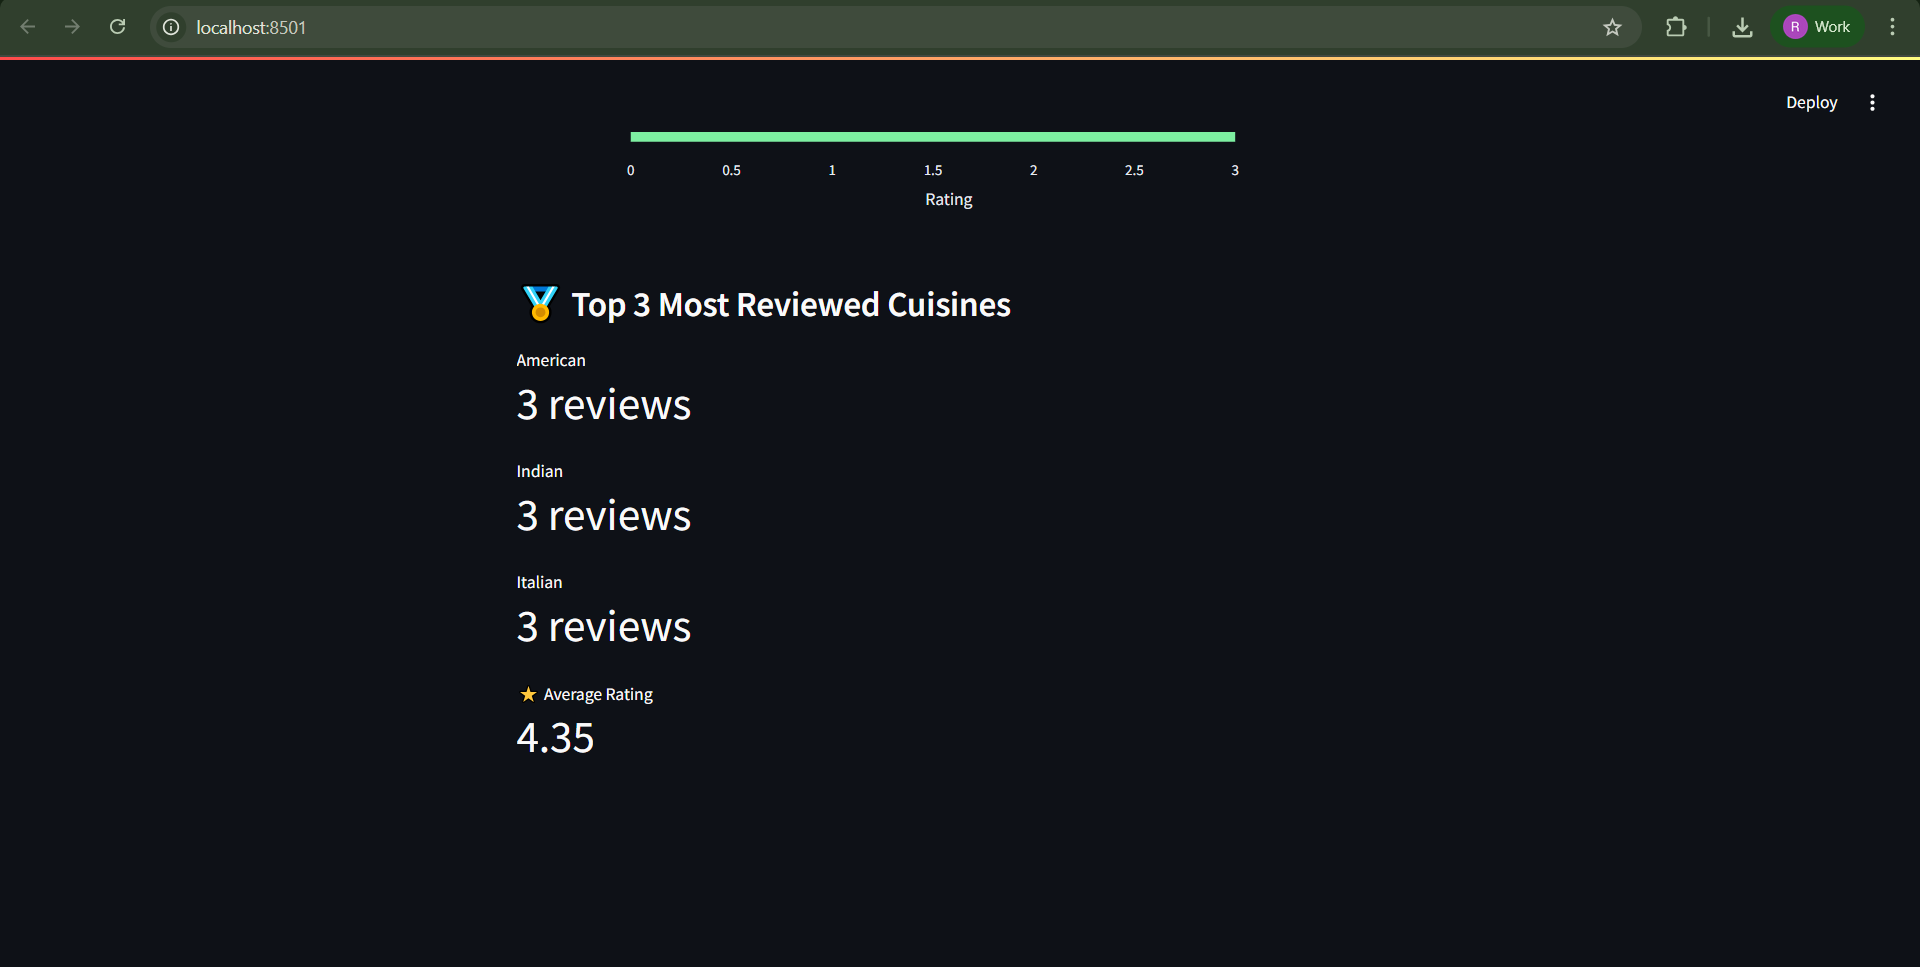 localhost:8501
R Work
Deploy
0 0.5 1 1.5 2 2.5 3
Rating
Top 3 Most Reviewed Cuisines
American
3 reviews
Indian
3 reviews
Italian
3 reviews
Average Rating
4.35